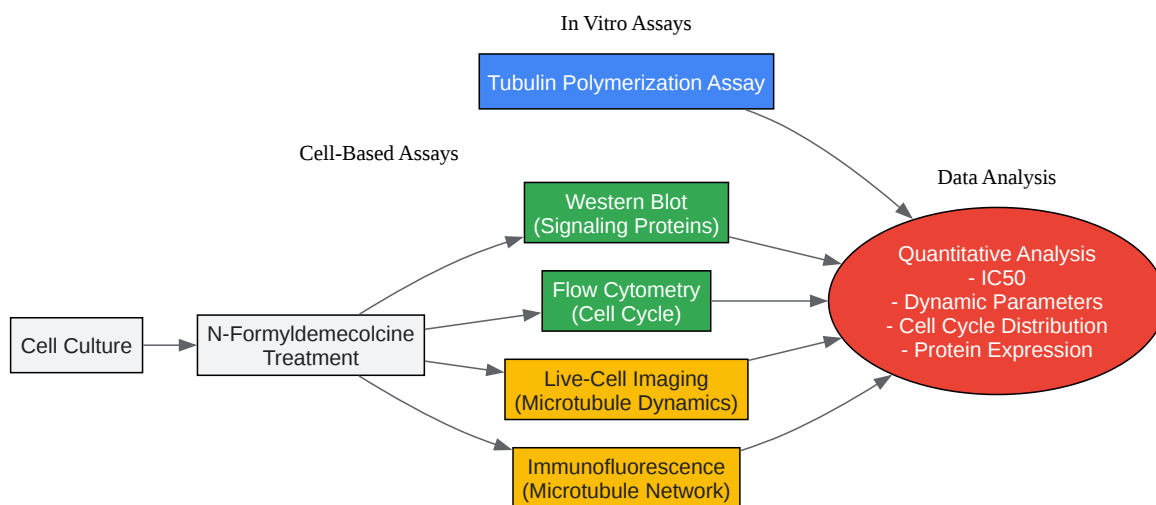 In Vitro Assays
Tubulin Polymerization Assay
Cell-Based Assays
Data Analysis
Western Blot
(Signaling Proteins)
Flow Cytometry
(Cell Cycle)
Cell Culture
N-Formyldemecolcine
Treatment
Live-Cell Imaging
(Microtubule Dynamics)
Immunofluorescence
(Microtubule Network)
Quantitative Analysis
- IC50
- Dynamic Parameters
- Cell Cycle Distribution
- Protein Expression